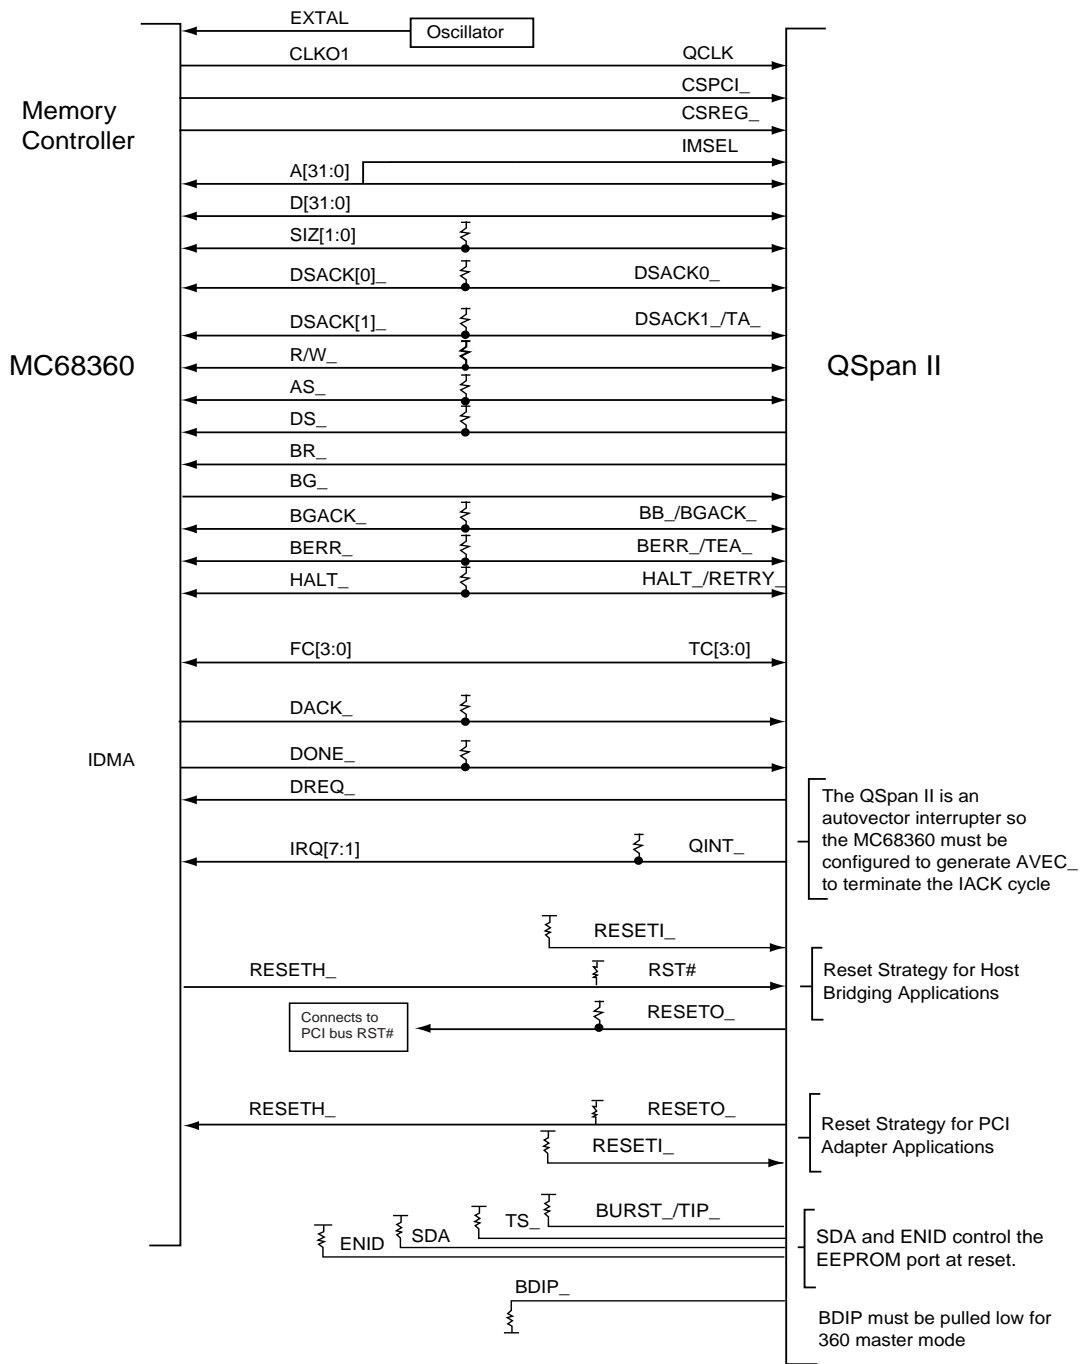 EXTAL
Oscillator
CLKO1 QCLK
CSPCI_
Memory
Controller
CSREG_
IMSEL
A[31:0]
D[31:0]
SIZ[1:0]
DSACK[0]_ DSACK0_
DSACK[1]_ DSACK1_/TA_
MC68360
R/W_
QSpan II
AS_
DS_
BR_
BG_
BGACK_ BB_/BGACK_
BERR_ BERR_/TEA_
HALT_ HALT_/RETRY_
FC[3:0] TC[3:0]
DACK_
IDMA
DONE_
DREQ_
The QSpan II is an
autovector interrupter so
the MC68360 must be
configured to generate AVEC_
to terminate the IACK cycle
IRQ[7:1] QINT_
RESETI_
RESETH_ RST#
Reset Strategy for Host
Bridging Applications
Connects to
PCI bus RST#
RESETO_
RESETH_ RESETO_
Reset Strategy for PCI
Adapter Applications
RESETI_
BURST_/TIP_
TS_
SDA
ENID
SDA and ENID control the
EEPROM port at reset.
BDIP_
BDIP must be pulled low for
360 master mode